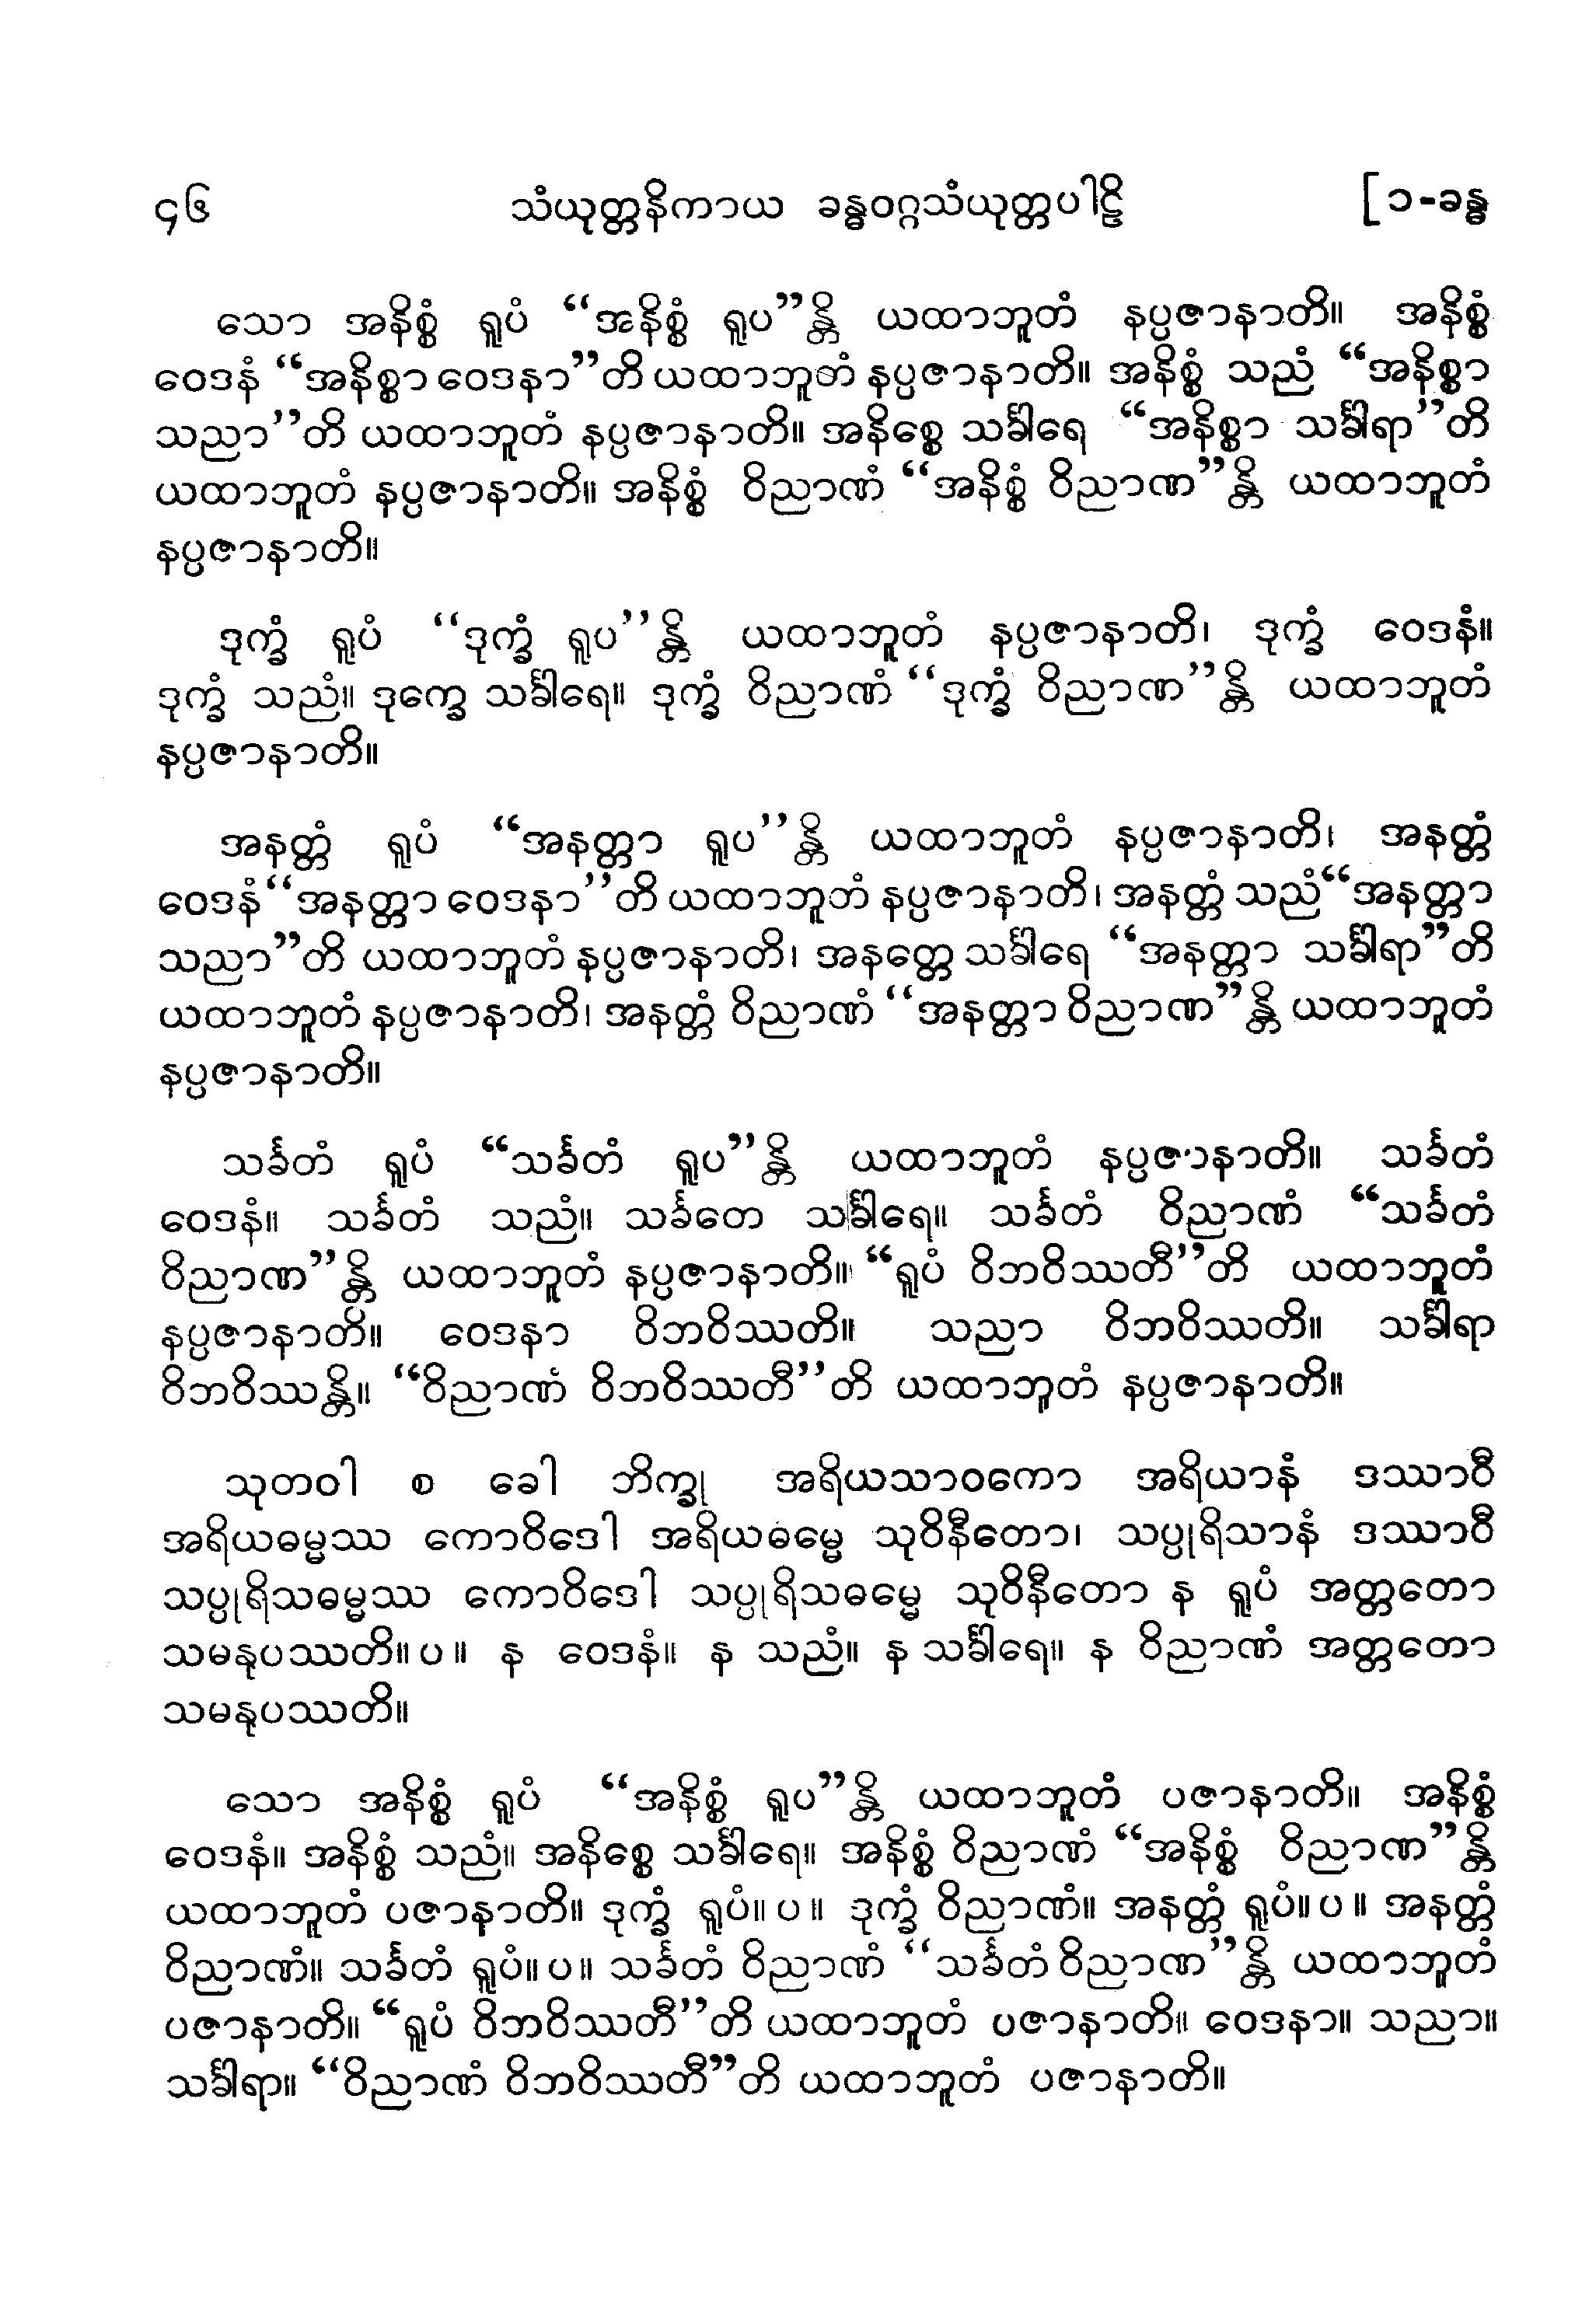 ၄၆ သံယုတ္တနိကာယ ခန္ဓဝဂ္ဂသံယုတ္တပါဠိ [၁-ခန္ဓ
သော အနိစ္စံ ရူပံ “အနိစ္စံ ရူပ”န္တိ ယထာဘူတံ နပ္ပဇာနာတိ။ အနိစ္စံ
ဝေဒနံ “အနိစ္စာ ဝေဒနာ”တိ ယထာဘူတံ နပ္ပဇာနာတိ။ အနိစ္စံ သညံ “အနိစ္စာ
သညာ”တိ ယထာဘူတံ နပ္ပဇာနာတိ။ အနိစ္စေ သင်္ခါရေ “အနိစ္စာ သင်္ခါရာ”တိ
ယထာဘူတံ နပ္ပဇာနာတိ။ အနိစ္စံ ဝိညာဏံ “အနိစ္စံ ဝိညာဏ”န္တိ ယထာဘူတံ
နပ္ပဇာနာတိ။
ဒုက္ခံ ရူပံ “ဒုက္ခံ ရူပ”န္တိ ယထာဘူတံ နပ္ပဇာနာတိ၊ ဒုက္ခံ ဝေဒနံ။
ဒုက္ခံ သညံ။ ဒုက္ခေ သင်္ခါရေ။ ဒုက္ခံ ဝိညာဏံ “ဒုက္ခံ ဝိညာဏ”န္တိ ယထာဘူတံ
နပ္ပဇာနာတိ။
အနတ္တံ ရူပံ “အနတ္တာ ရူပ”န္တိ ယထာဘူတံ နပ္ပဇာနာတိ၊ အနတ္တံ
ဝေဒနံ “အနတ္တာ ဝေဒနာ”တိ ယထာဘူတံ နပ္ပဇာနာတိ၊ အနတ္တံ သညံ “အနတ္တာ
သညာ”တိ ယထာဘူတံ နပ္ပဇာနာတိ၊ အနတ္တေ သင်္ခါရေ “အနတ္တာ သင်္ခါရာ”တိ
ယထာဘူတံ နပ္ပဇာနာတိ၊ အနတ္တံ ဝိညာဏံ “အနတ္တာ ဝိညာဏ”န္တိ ယထာဘူတံ
နပ္ပဇာနာတိ။
သင်္ခတံ ရူပံ “သင်္ခတံ ရူပ”န္တိ ယထာဘူတံ နပ္ပဇာနာတိ။ သင်္ခတံ
ဝေဒနံ။ သင်္ခတံ သညံ။ သင်္ခတေ သင်္ခါရေ။ သင်္ခတံ ဝိညာဏံ “သင်္ခတံ
ဝိညာဏ”န္တိ ယထာဘူတံ နပ္ပဇာနာတိ။ “ရူပံ ဝိဘဝိဿတီ”တိ ယထာဘူတံ
နပ္ပဇာနာတိ။ ဝေဒနာ ဝိဘဝိဿတိ။ သညာ ဝိဘဝိဿတိ။ သင်္ခါရာ
ဝိဘဝိဿန္တိ။ “ဝိညာဏံ ဝိဘဝိဿတီ”တိ ယထာဘူတံ နပ္ပဇာနာတိ။
သုတဝါ စ ခေါ ဘိက္ခု အရိယသာဝကော အရိယာနံ ဒဿာဝီ
အရိယဓမ္မဿ ကောဝိဒေါ အရိယဓမ္မေ သုဝိနီတော၊ သပ္ပုရိသာနံ ဒဿာဝီ
သပ္ပုရိသဓမ္မဿ ကောဝိဒေါ သပ္ပုရိသဓမ္မေ သုဝိနီတော န ရူပံ အတ္တတော
သမနုပဿတိ။ ပ ။ န ဝေဒနံ။ န သညံ။ န သင်္ခါရေ။ န ဝိညာဏံ အတ္တတော
သမနုပဿတိ။
သော အနိစ္စံ ရူပံ “အနိစ္စံ ရူပ”န္တိ ယထာဘူတံ ပဇာနာတိ။ အနိစ္စံ
ဝေဒနံ။ အနိစ္စံ သညံ။ အနိစ္စေ သင်္ခါရေ။ အနိစ္စံ ဝိညာဏံ “အနိစ္စံ ဝိညာဏ”န္တိ
ယထာဘူတံ ပဇာနာတိ။ ဒုက္ခံ ရူပံ။ ပ ။ ဒုက္ခံ ဝိညာဏံ။ အနတ္တံ ရူပံ။ ပ ။ အနတ္တံ
ဝိညာဏံ။ သင်္ခတံ ရူပံ။ ပ ။ သင်္ခတံ ဝိညာဏံ “သင်္ခတံ ဝိညာဏ”န္တိ ယထာဘူတံ
ပဇာနာတိ။ “ရူပံ ဝိဘဝိဿတီ”တိ ယထာဘူတံ ပဇာနာတိ။ ဝေဒနာ။ သညာ။
သင်္ခါရာ။ “ဝိညာဏံ ဝိဘဝိဿတီ”တိ ယထာဘူတံ ပဇာနာတိ။